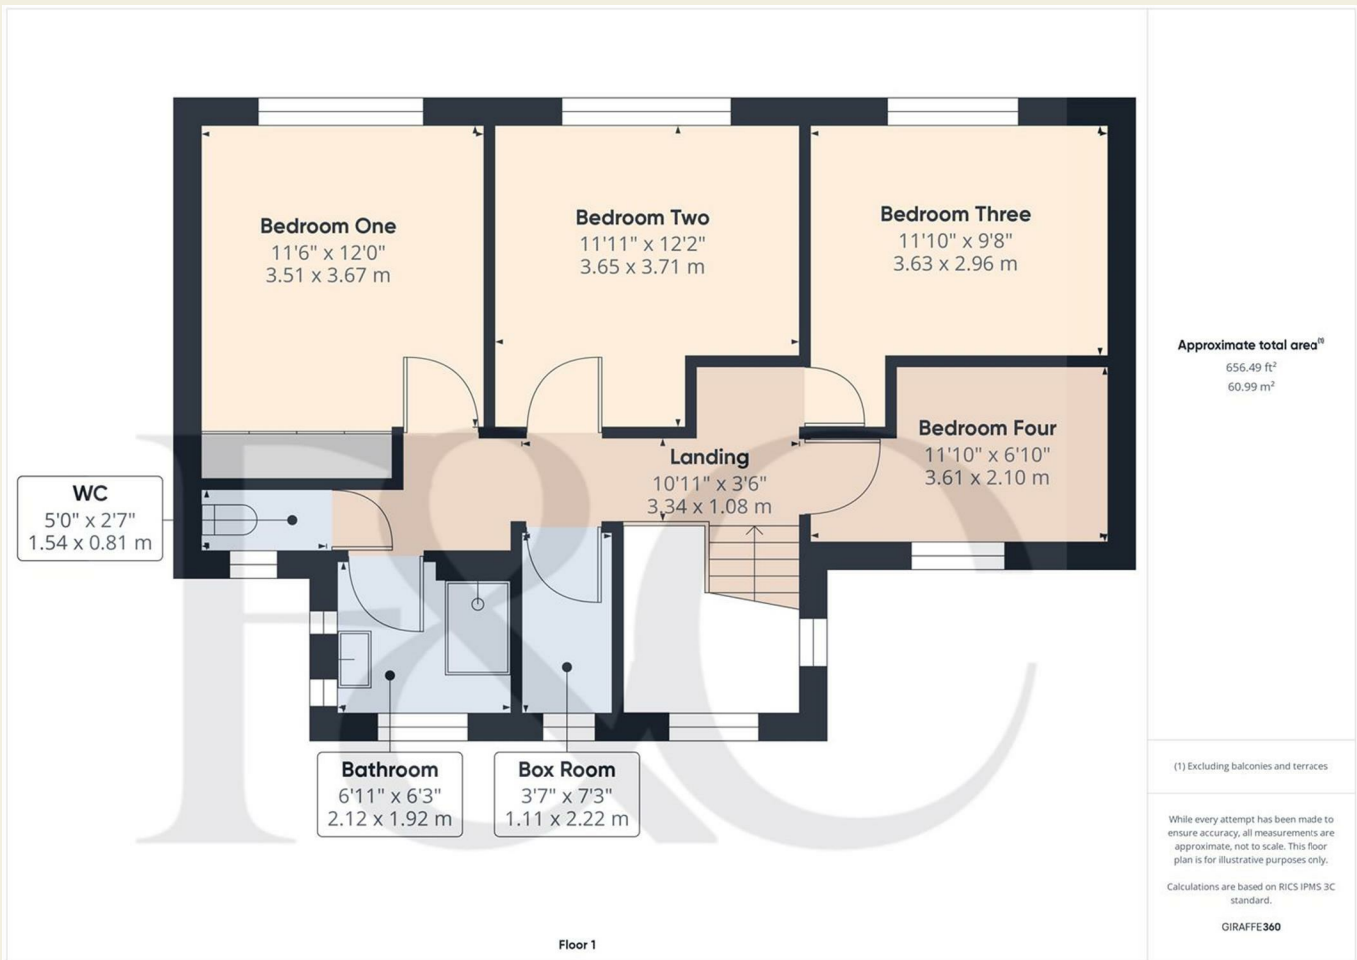 Bedroom One
11'6" x 12'0"
3.51 x 3.67 m
Bedroom Two
11'11" x 12'2"
3.65 x 3.71 m
Bedroom Three
11'10" x 9'8"
3.63 x 2.96 m
Approximate total area(1)
656.49 ft²
60.99 m²
Bedroom Four
11'10" x 6'10"
3.61 x 2.10 m
Landing
10'11" x 3'6"
3.34 x 1.08 m
WC
5'0" x 2'7"
1.54 x 0.81 m
Bathroom
6'11" x 6'3"
2.12 x 1.92 m
Box Room
3'7" x 7'3"
1.11 x 2.22 m
F&C
(1) Excluding balconies and terraces
While every attempt has been made to
ensure accuracy, all measurements are
approximate, not to scale. This floor
plan is for illustrative purposes only.
Calculations are based on RICS IPMS 3C
standard.
GIRAFFE360
Floor 1